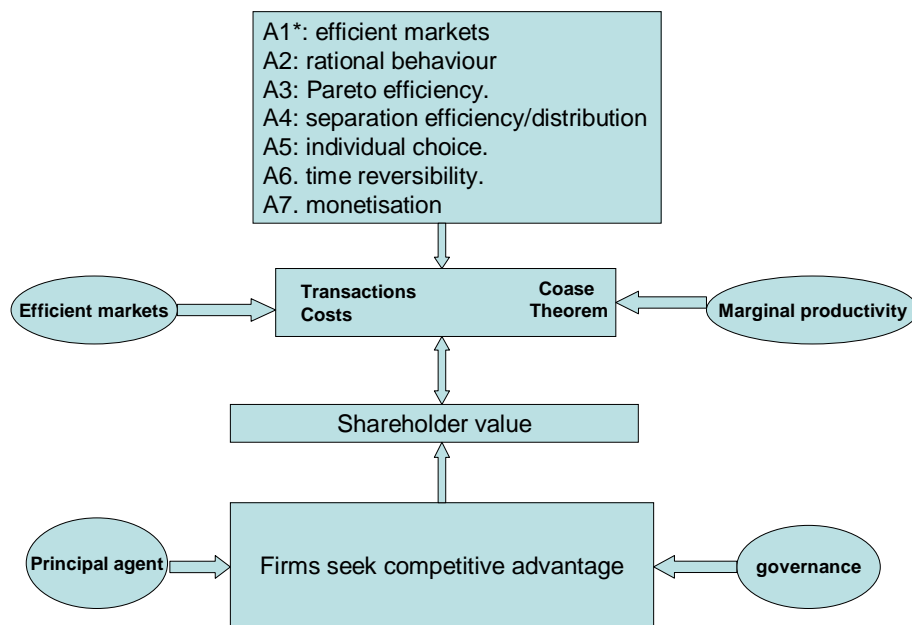 A1*: efficient markets
A2: rational behaviour
A3: Pareto efficiency.
A4: separation efficiency/distribution
A5: individual choice.
A6. time reversibility.
A7. monetisation
Efficient markets
Transactions
Costs
Coase
Theorem
Marginal productivity
Shareholder value
Principal agent
Firms seek competitive advantage
governance